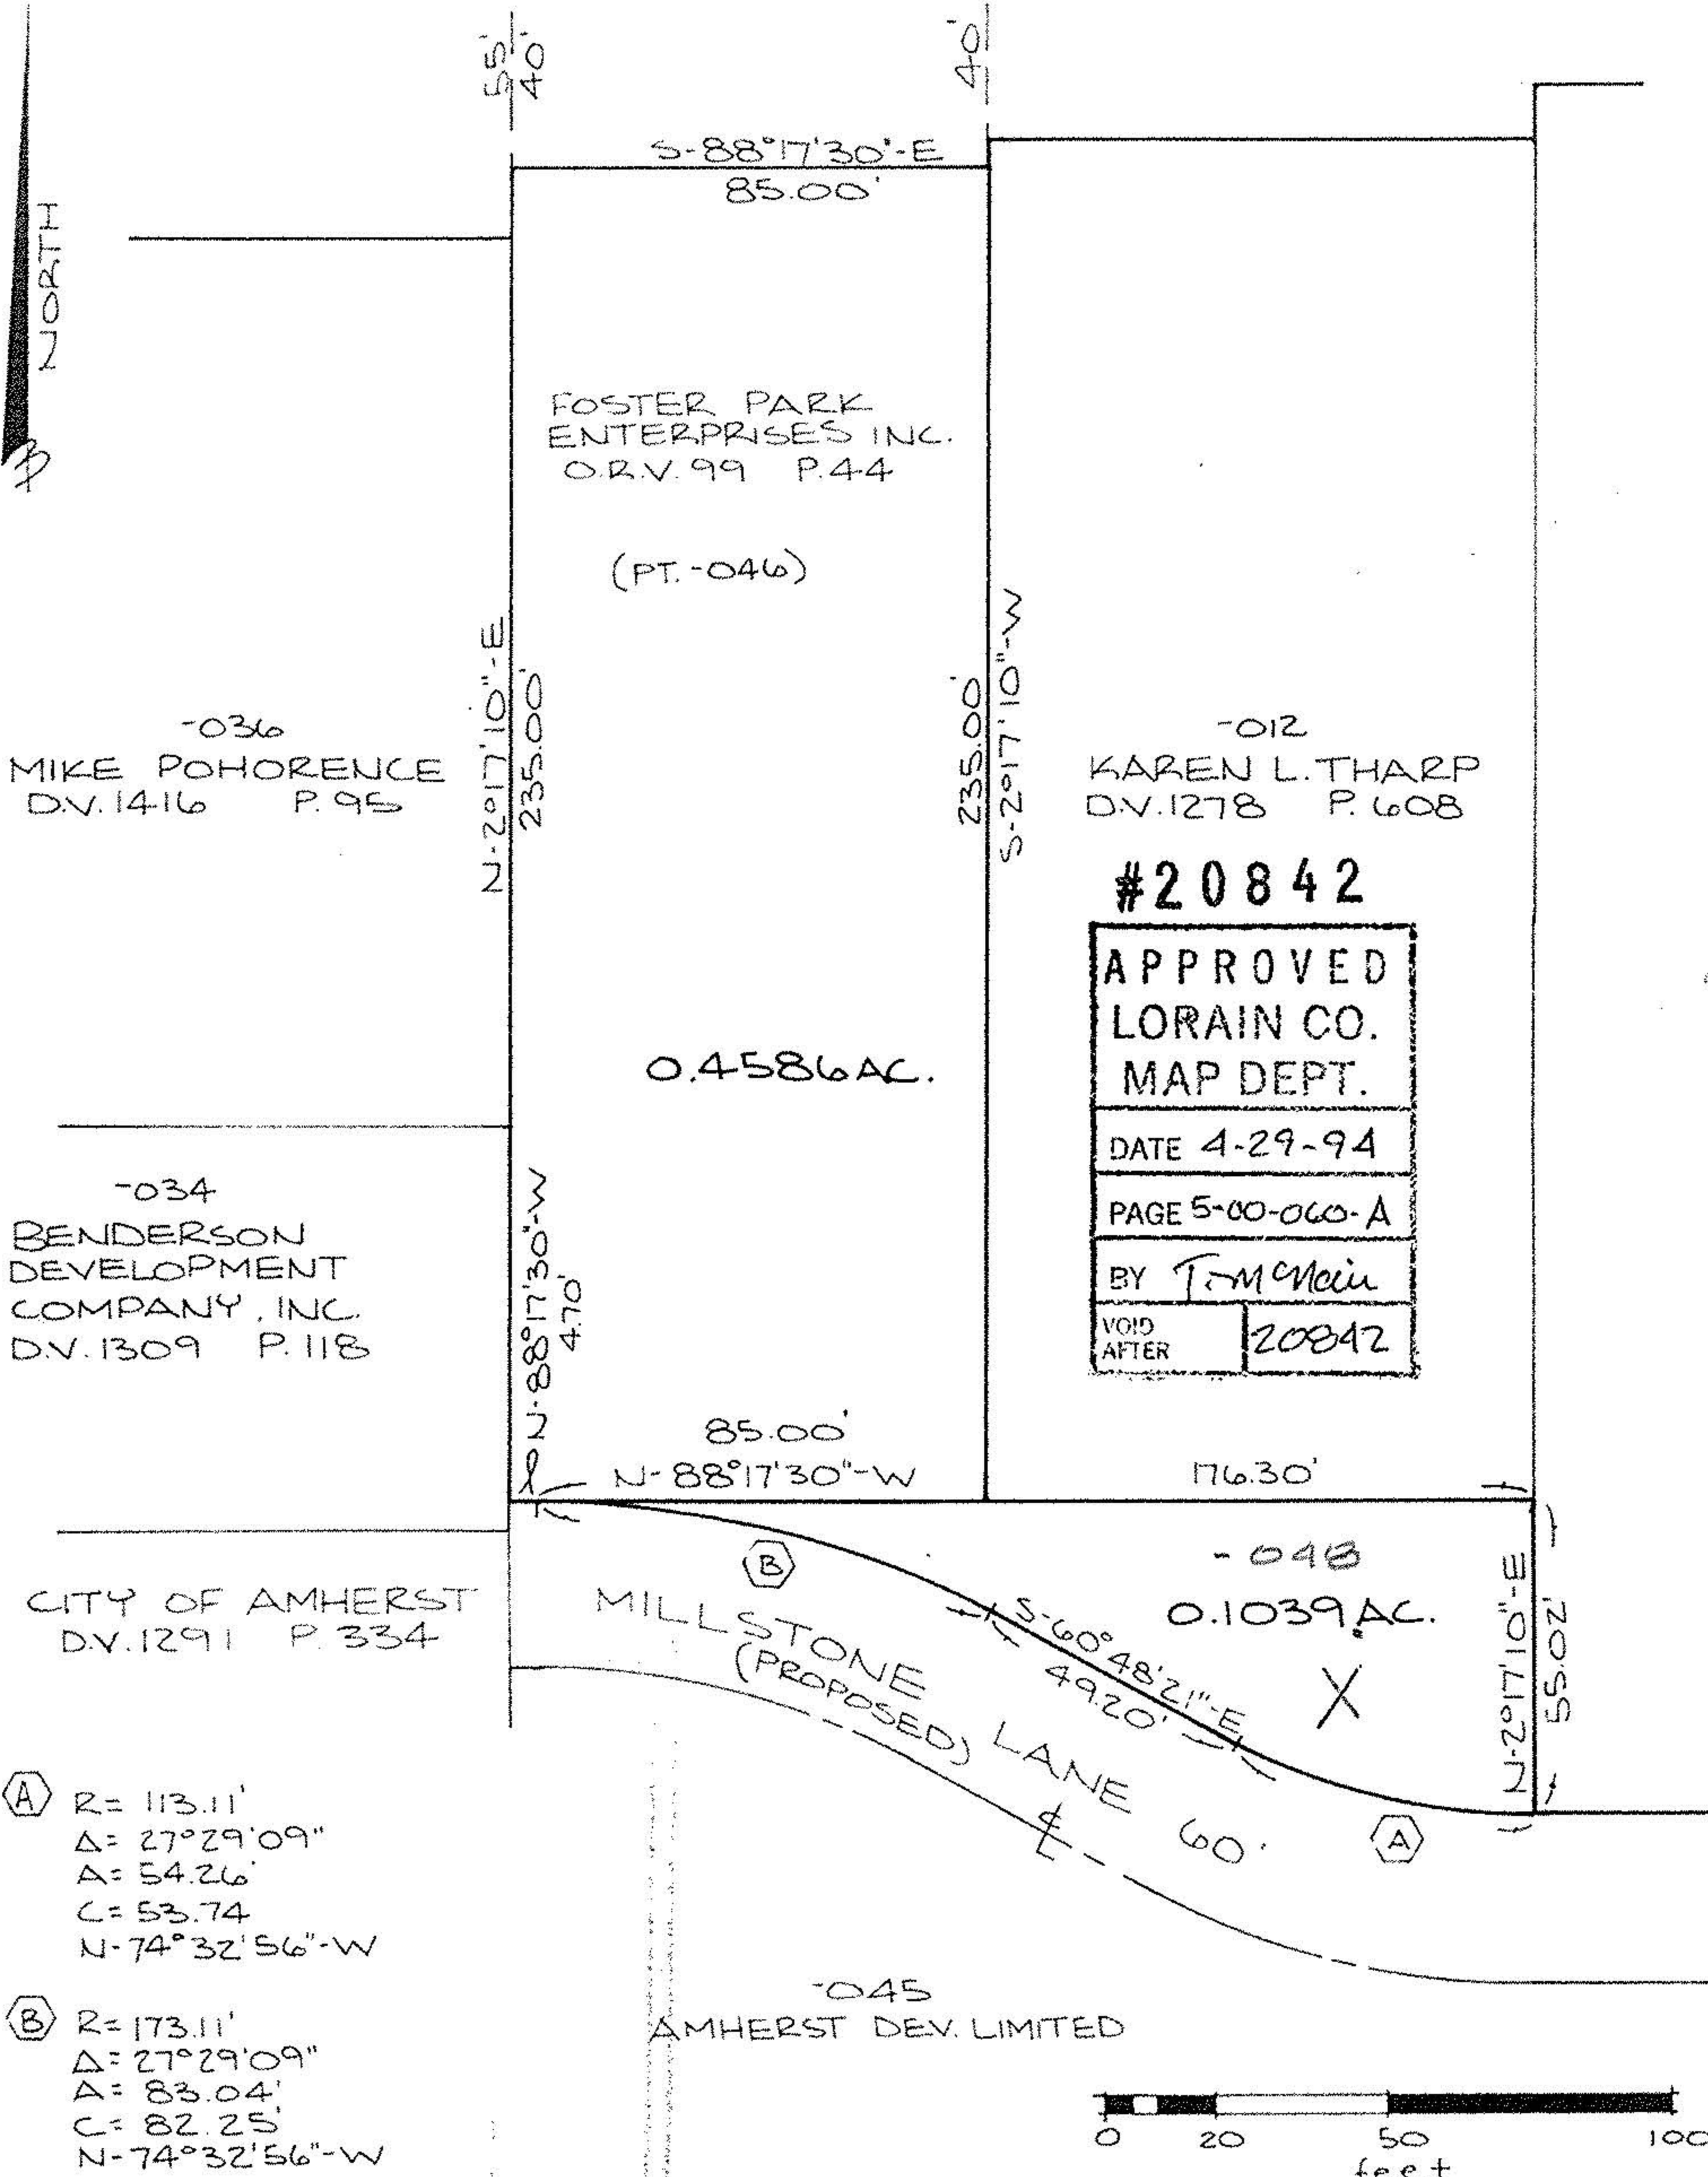 55'
40'
40'
NORTH
S-88°17'30"-E
85.00'
FOSTER PARK
ENTERPRISES INC.
O.R.V. 99 P. 44
(PT. -046)
N-2°17'10"-E
235.00'
235.00'
S-2°17'10"-W
-036
MIKE POHORENCE
D.V. 1416 P. 95
-012
KAREN L. THARP
D.V. 1278 P. 608
#20842
APPROVED
LORAIN CO.
MAP DEPT.
DATE 4-29-94
PAGE 5-00-060-A
BY T. McNair
VOID
AFTER
20842
0.4586 AC.
-034
BENDERSON
DEVELOPMENT
COMPANY, INC.
D.V. 1309 P. 118
N-88°17'30"-W
4.70'
85.00'
N-88°17'30"-W
176.30'
CITY OF AMHERST
D.V. 1291 P. 334
B
-048
0.1039 AC.
X
S-60°48'21"-E
49.20'
N-2°17'10"-E
55.02'
MILLSTONE LANE 60'
(PROPOSED)
℄
A
A R= 113.11'
Δ= 27°29'09"
A= 54.26'
C= 53.74
N-74°32'56"-W
B R= 173.11'
Δ= 27°29'09"
A= 83.04'
C= 82.25'
N-74°32'56"-W
-045
AMHERST DEV. LIMITED
0 20 50 100
feet